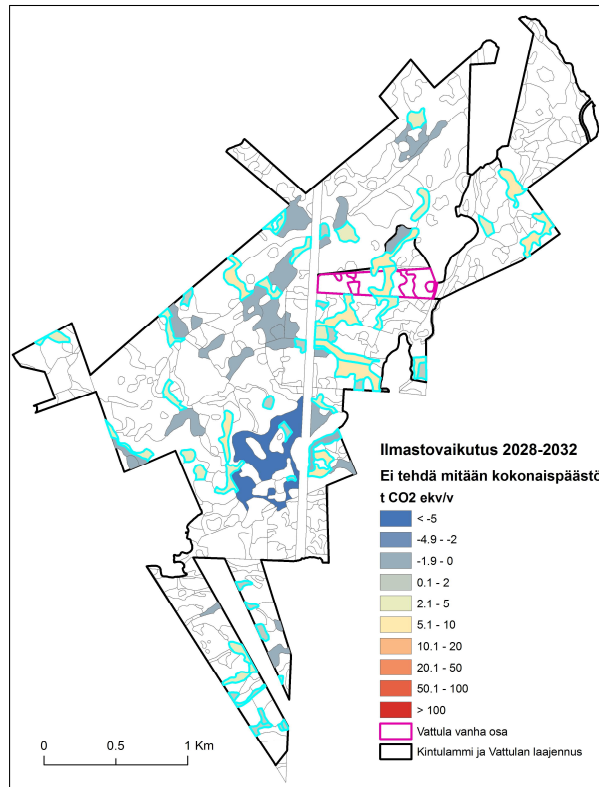 Ilmastovaikutus 2028-2032
Ei tehdä mitään kokonaispäästö
t CO2 ekv/v
< -5
-4.9 - -2
-1.9 - 0
0.1 - 2
2.1 - 5
5.1 - 10
10.1 - 20
20.1 - 50
50.1 - 100
> 100
Vattula vanha osa
Kintulammi ja Vattulan laajennus
0 0.5 1 Km